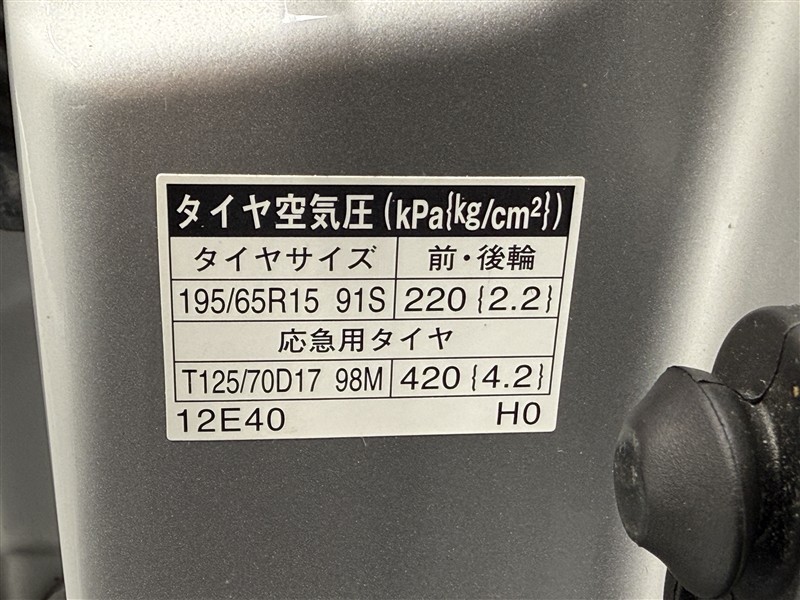 タイヤ空気圧(kPa{kg/cm²})
タイヤサイズ 前・後輪
195/65R15 91S 220{2.2}
応急用タイヤ
T125/70D17 98M 420{4.2}
12E40 H0